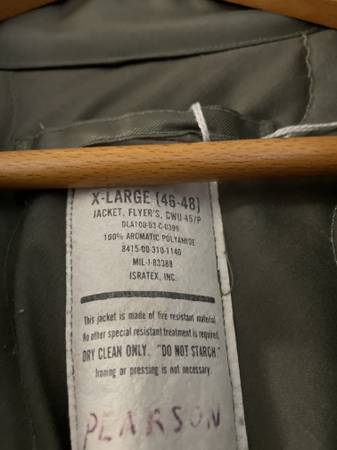 X-LARGE (46-48)
JACKET, FLYER'S, CWU-45/P
DLA100-83-C-0396
100% AROMATIC POLYAMIDE
8415-00-310-1140
MIL-J-83388
ISRATEX, INC.
This jacket is made of fire resistant material
No other special resistant treatment is required.
DRY CLEAN ONLY. "DO NOT STARCH"
Ironing or pressing is not necessary.
PEARSON